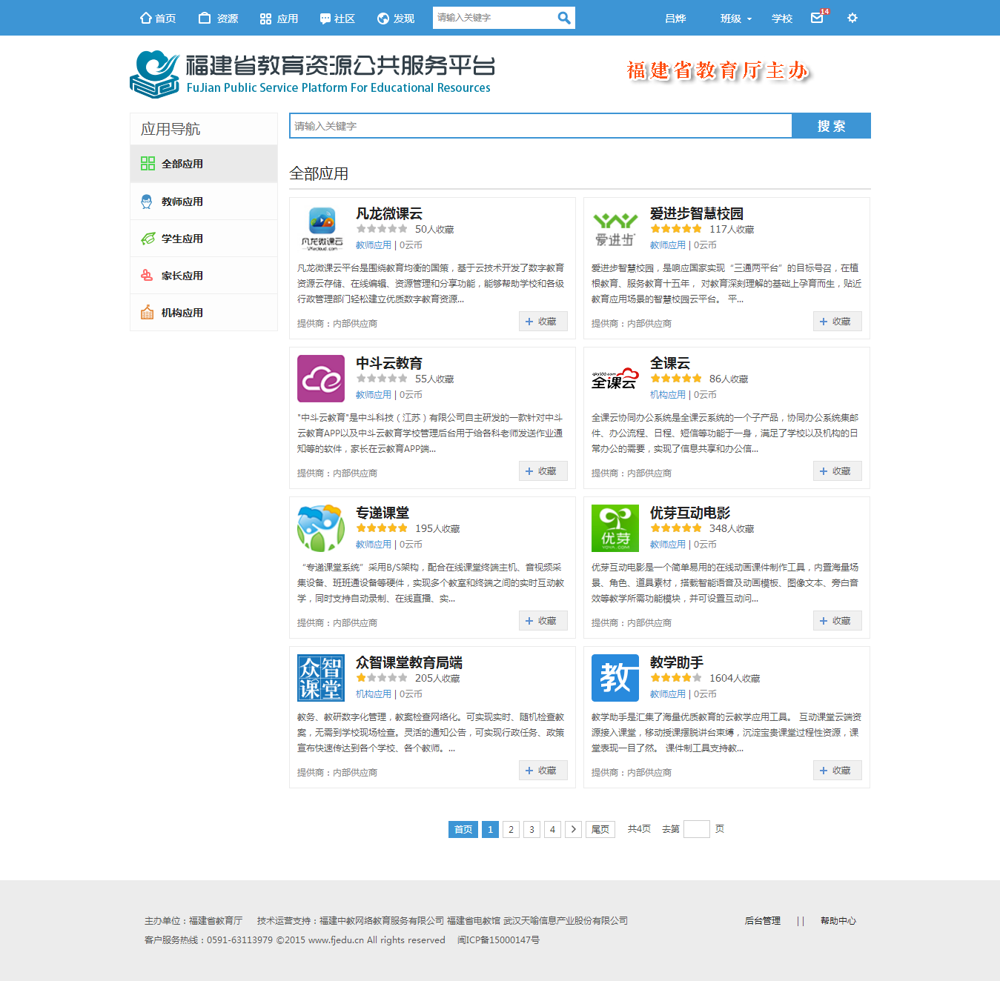 首页 资源 应用 社区 发现 请输入关键字 吕烨 班级 学校 14
福建省教育资源公共服务平台
FuJian Public Service Platform For Educational Resources
福建省教育厅主办
应用导航
全部应用
教师应用
学生应用
家长应用
机构应用
请输入关键字 搜 索
全部应用
凡龙微课云
凡龙微课云
50人收藏
教师应用 | 0云币
凡龙微课云平台是围绕教育均衡的国策，基于云技术开发了数字教育
资源云存储、在线编辑、资源管理和分享功能，能够帮助学校和各级
行政管理部门轻松建立优质数字教育资源...
提供商：内部供应商
收藏
爱进步
爱进步智慧校园
117人收藏
教师应用 | 0云币
爱进步智慧校园，是响应国家实现“三通两平台”的目标号召，在植
根教育、服务教育十五年， 对教育深刻理解的基础上孕育而生，贴近
教育应用场景的智慧校园云平台。 平...
提供商：内部供应商
收藏
中斗云教育
55人收藏
教师应用 | 0云币
"中斗云教育"是中斗科技（江苏）有限公司自主研发的一款针对中斗
云教育APP以及中斗云教育学校管理后台用于给各科老师发送作业通
知等的软件，家长在云教育APP端...
提供商：内部供应商
收藏
全课云
全课云
86人收藏
机构应用 | 0云币
全课云协同办公系统是全课云系统的一个子产品，协同办公系统集邮
件、办公流程、日程、短信等功能于一身，满足了学校以及机构的日
常办公的需要，实现了信息共享和办公信...
提供商：内部供应商
收藏
专递课堂
195人收藏
教师应用 | 0云币
“专递课堂系统”采用B/S架构，配合在线课堂终端主机、音视频采
集设备、班班通设备等硬件，实现多个教室和终端之间的实时互动教
学，同时支持自动录制、在线直播、实...
提供商：内部供应商
收藏
优芽
YOYA.COM
优芽互动电影
348人收藏
教师应用 | 0云币
优芽互动电影是一个简单易用的在线动画课件制作工具，内置海量场
景、角色、道具素材，搭载智能语音及动画模板、图像文本、旁白音
效等教学所需功能模块，并可设置互动问...
提供商：内部供应商
收藏
众智
课堂
众智课堂教育局端
205人收藏
机构应用 | 0云币
教务、教研数字化管理，教案检查网络化。可实现实时、随机检查教
案，无需到学校现场检查。灵活的通知公告，可实现行政任务、政策
宣布快速传达到各个学校、各个教师。...
提供商：内部供应商
收藏
教
教学助手
1604人收藏
教师应用 | 0云币
教学助手是汇集了海量优质教育的云教学应用工具。 互动课堂云端资
源接入课堂，移动授课摆脱讲台束缚，沉淀宝贵课堂过程性资源，课
堂表现一目了然。 课件制工具支持教...
提供商：内部供应商
收藏
首页 1 2 3 4 > 尾页 共4页 去第 页
主办单位：福建省教育厅 技术运营支持：福建中教网络教育服务有限公司 福建省电教馆 武汉天喻信息产业股份有限公司
后台管理 | | 帮助中心
客户服务热线：0591-63113979 ©2015 www.fjedu.cn All rights reserved 闽ICP备15000147号